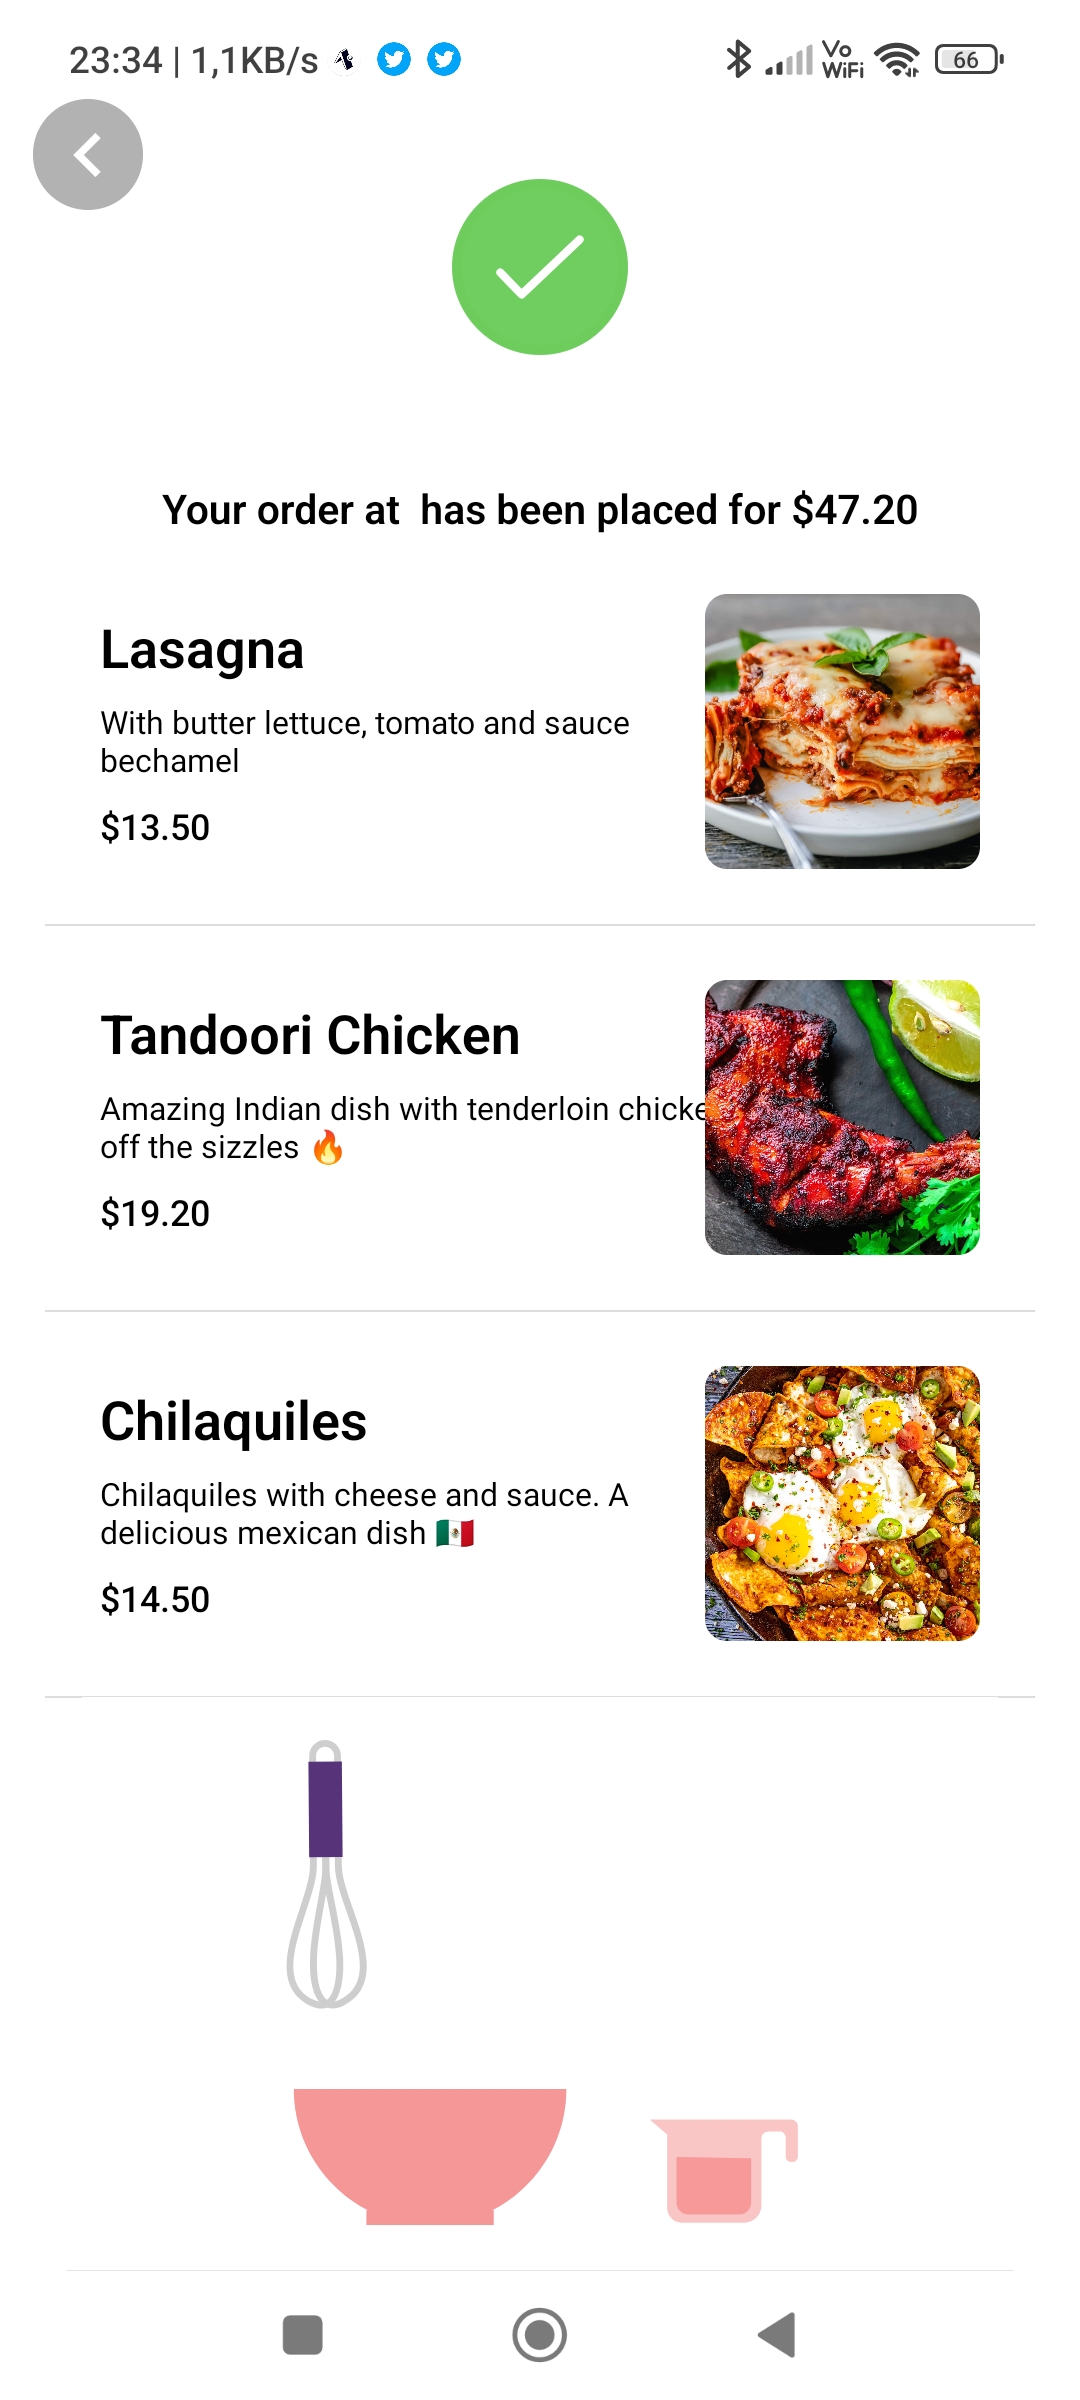 23:34 | 1,1KB/s Vo WiFi 66
Your order at  has been placed for $47.20
Lasagna
With butter lettuce, tomato and sauce
bechamel
$13.50
Tandoori Chicken
Amazing Indian dish with tenderloin chicke
off the sizzles 🔥
$19.20
Chilaquiles
Chilaquiles with cheese and sauce. A
delicious mexican dish 🇲🇽
$14.50